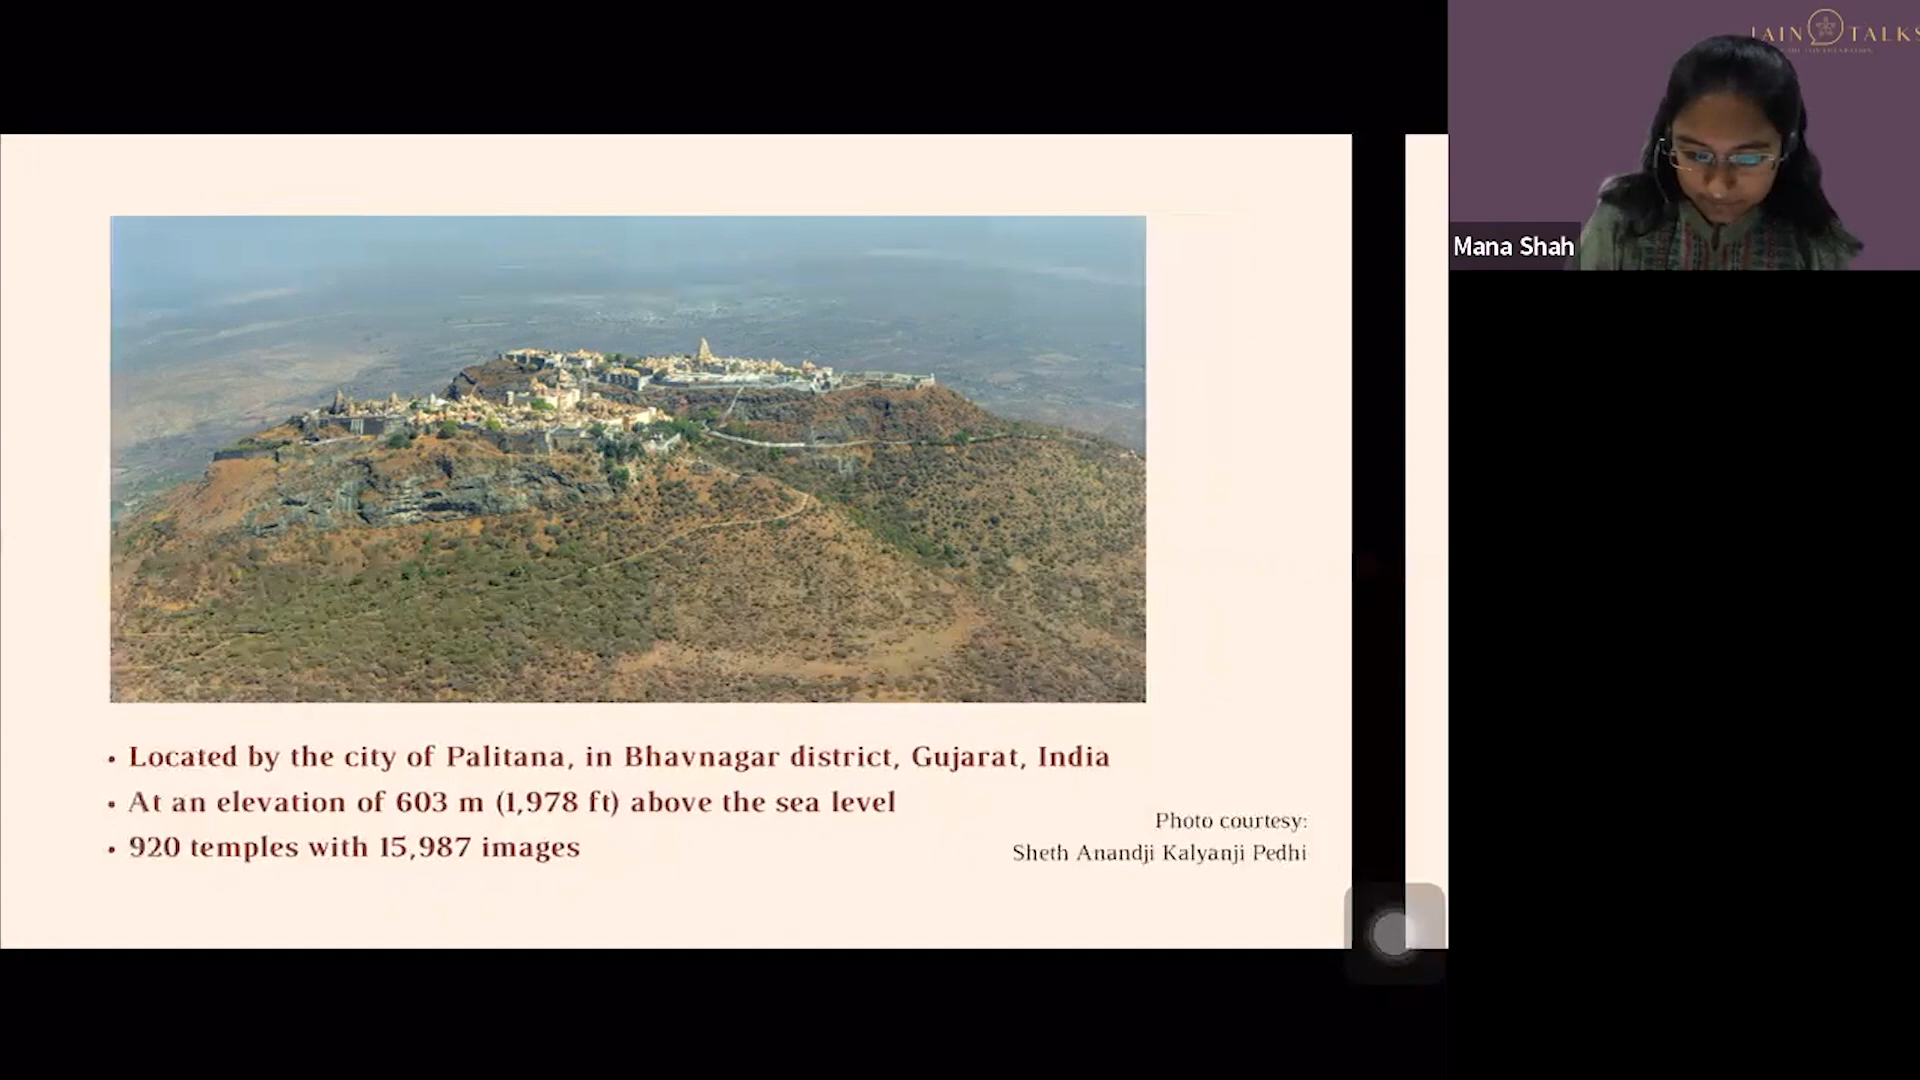 • Located by the city of Palitana, in Bhavnagar district, Gujarat, India
• At an elevation of 603 m (1,978 ft) above the sea level
• 920 temples with 15,987 images
Photo courtesy:
Sheth Anandji Kalyanji Pedhi
JAIN TALKS
Mana Shah